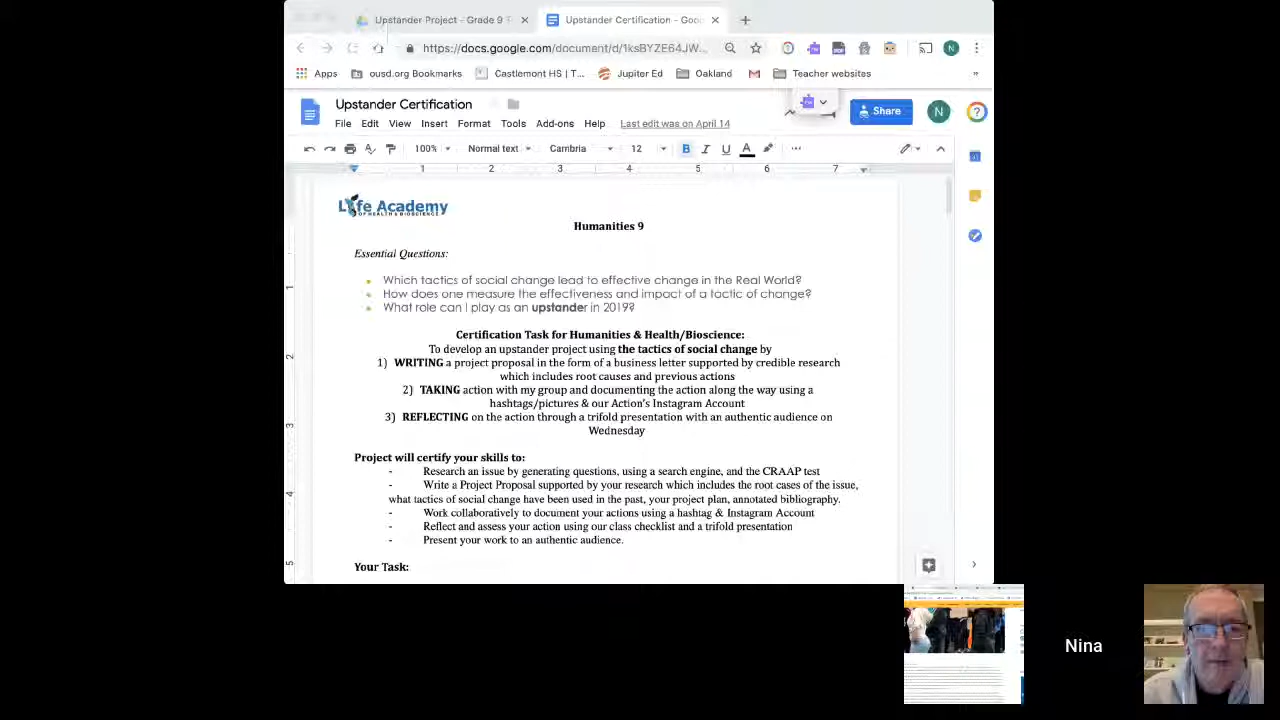 Upstander Project - Grade 9
Upstander Certification - Goo
https://docs.google.com/document/d/1ksBYZE64JW...
Apps
ousd.org Bookmarks
Castlemont HS | T...
Jupiter Ed
Oakland
Teacher websites
Upstander Certification
Share
N
File Edit View Insert Format Tools Add-ons Help Last edit was on April 14
100% Normal text Cambria 12 B I U A
1 2 3 4 5 6 7
Life Academy
OF HEALTH & BIOSCIENCE
Humanities 9
Essential Questions:
Which tactics of social change lead to effective change in the Real World?
How does one measure the effectiveness and impact of a tactic of change?
What role can I play as an upstander in 2019?
Certification Task for Humanities & Health/Bioscience:
To develop an upstander project using the tactics of social change by
1) WRITING a project proposal in the form of a business letter supported by credible research
which includes root causes and previous actions
2) TAKING action with my group and documenting the action along the way using a
hashtags/pictures & our Action's Instagram Account
3) REFLECTING on the action through a trifold presentation with an authentic audience on
Wednesday
Project will certify your skills to:
- Research an issue by generating questions, using a search engine, and the CRAAP test
- Write a Project Proposal supported by your research which includes the root cases of the issue,
what tactics of social change have been used in the past, your project plan, annotated bibliography.
- Work collaboratively to document your actions using a hashtag & Instagram Account
- Reflect and assess your action using our class checklist and a trifold presentation
- Present your work to an authentic audience.
Your Task:
Nina